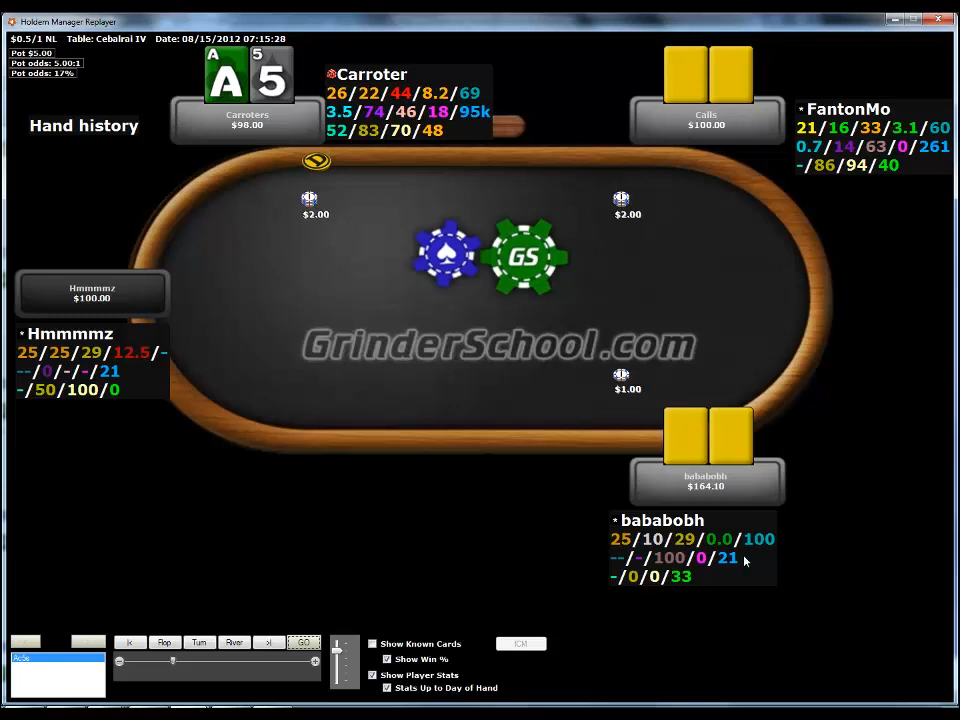 Holdem Manager Replayer
$0.5/1 NL Table: Cebalrai IV Date: 08/15/2012 07:15:28
Pot $5.00
Pot odds: 5.00:1
Pot odds: 17%
Hand history
A
A
5
5
Carroters
$98.00
Carroter
26/22/44/8.2/69
3.5/74/46/18/95k
52/83/70/48
Calls
$100.00
* FantonMo
21/16/33/3.1/60
0.7/14/63/0/261
-/86/94/40
D
$2.00
$2.00
GS
GrinderSchool.com
Hmmmmz
$100.00
* Hmmmmz
25/25/29/12.5/-
--/0/-/-/21
-/50/100/0
$1.00
bababobh
$164.10
* bababobh
25/10/29/0.0/100
--/-/100/0/21
-/0/0/33
|< Flop Turn River >| GO
Show Known Cards
ICM
Show Win %
Show Player Stats
Stats Up to Day of Hand